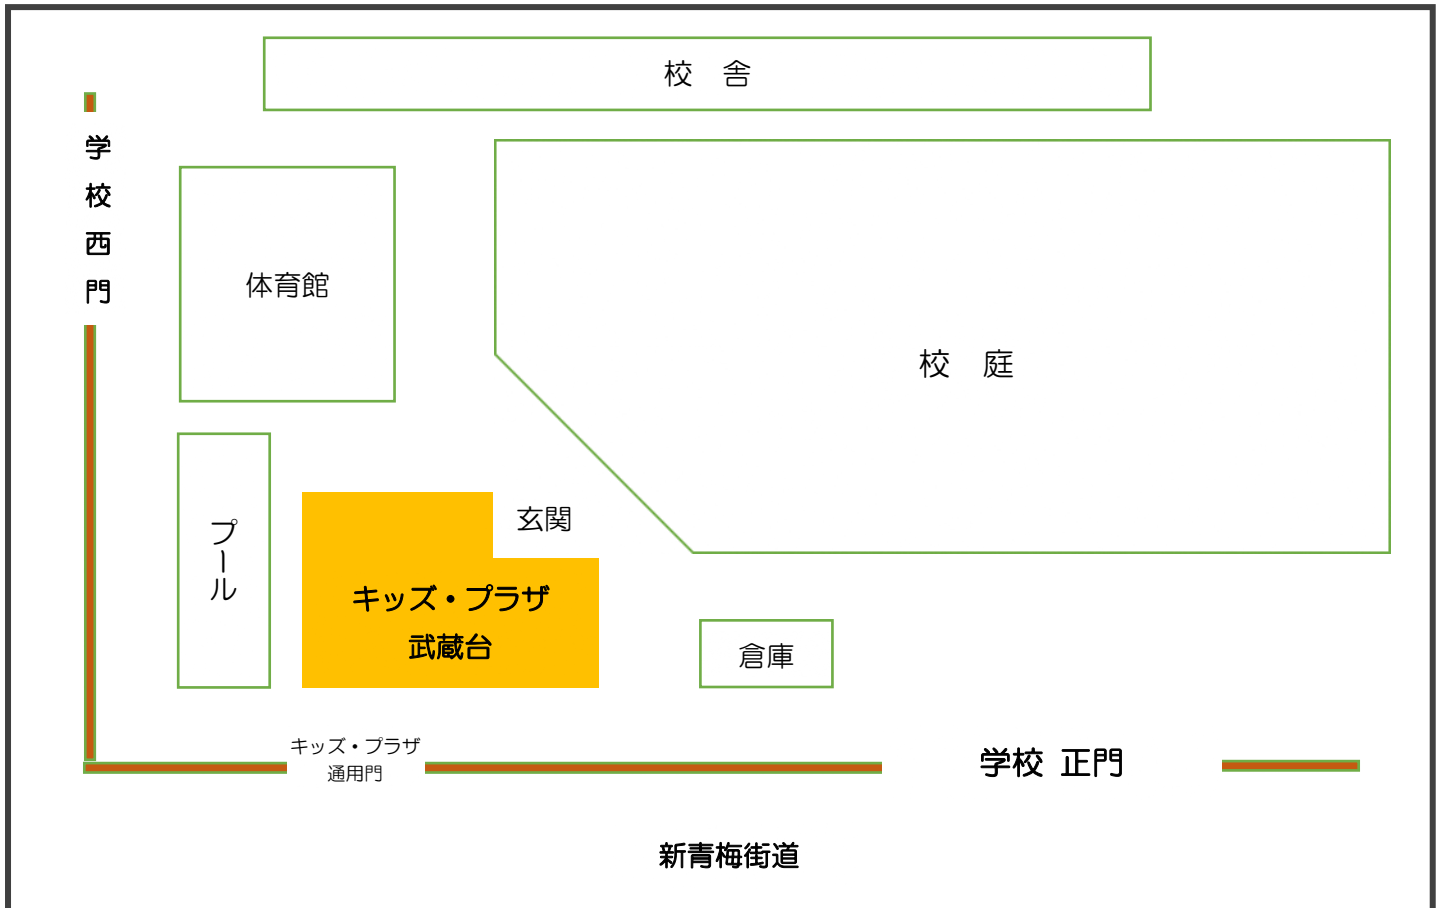 校　舎
学校西門
体育館
校　庭
プール
玄関
キッズ・プラザ
武蔵台
倉庫
キッズ・プラザ
通用門
学校 正門
新青梅街道